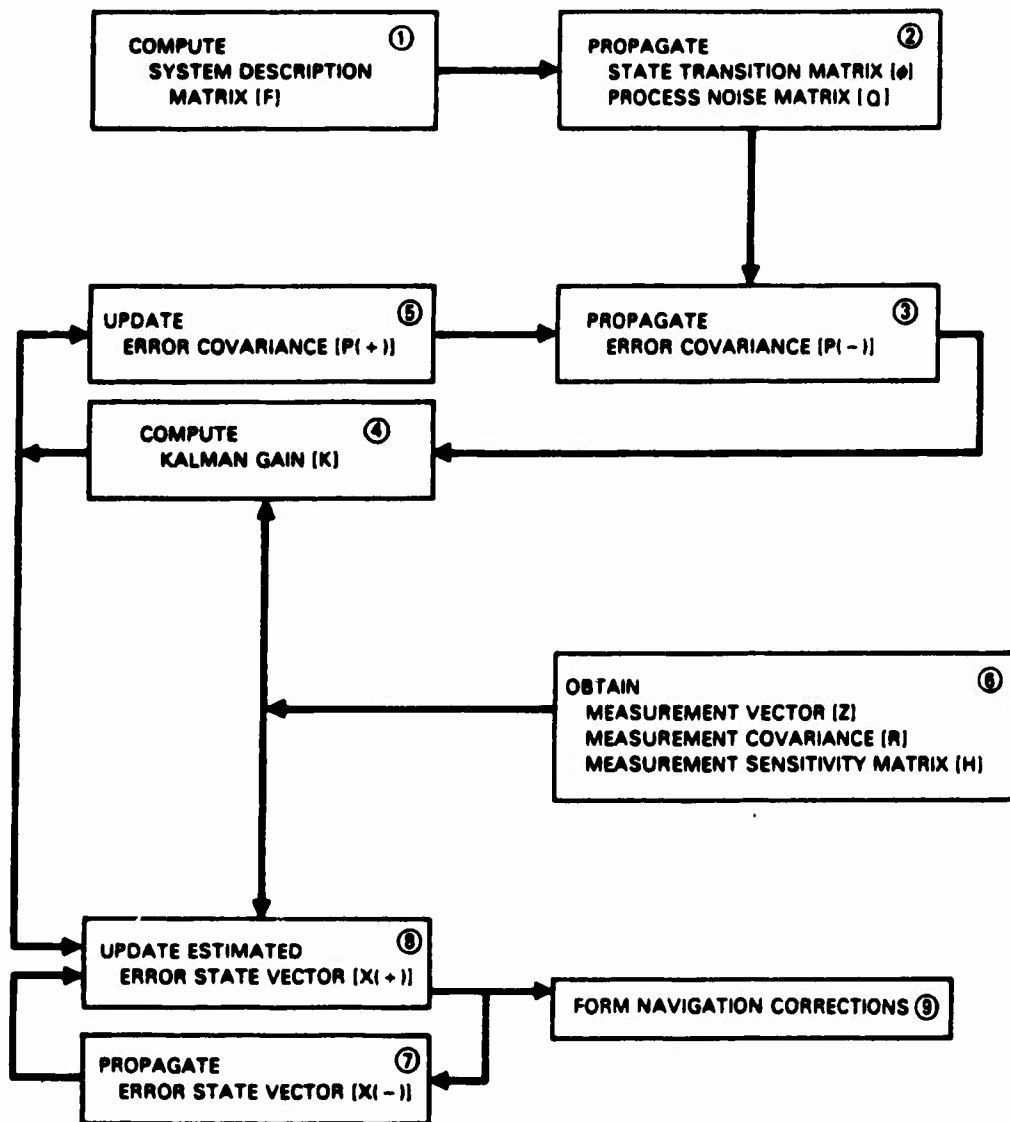 ①
COMPUTE
SYSTEM DESCRIPTION
MATRIX [F]
②
PROPAGATE
STATE TRANSITION MATRIX [ϕ]
PROCESS NOISE MATRIX [Q]
⑤
UPDATE
ERROR COVARIANCE [P(+)]
③
PROPAGATE
ERROR COVARIANCE [P(-)]
④
COMPUTE
KALMAN GAIN [K]
⑥
OBTAIN
MEASUREMENT VECTOR [Z]
MEASUREMENT COVARIANCE [R]
MEASUREMENT SENSITIVITY MATRIX [H]
⑧
UPDATE ESTIMATED
ERROR STATE VECTOR [X(+)]
FORM NAVIGATION CORRECTIONS ⑨
⑦
PROPAGATE
ERROR STATE VECTOR [X(-)]